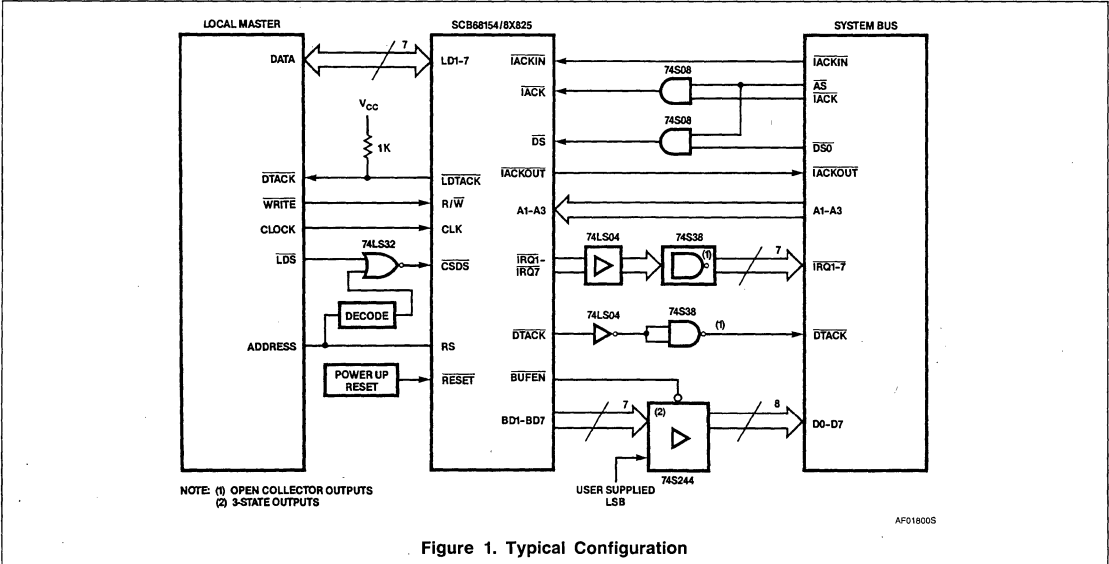 LOCAL MASTER
SCB68154/8X825
SYSTEM BUS
DATA
7
LD1-7
IACKIN
IACKIN
74S08
AS
IACK
IACK
VCC
1K
74S08
DS
DS0
DTACK
LDTACK
IACKOUT
IACKOUT
WRITE
R/W
A1-A3
A1-A3
CLOCK
CLK
74LS32
74LS04
74S38
7
LDS
CSDS
IRQ1-
IRQ7
(1)
IRQ1-7
DECODE
74LS04
74S38
(1)
ADDRESS
RS
DTACK
DTACK
POWER UP
RESET
RESET
BUFEN
7
(2)
8
BD1-BD7
D0-D7
74S244
USER SUPPLIED
LSB
NOTE: (1) OPEN COLLECTOR OUTPUTS
(2) 3-STATE OUTPUTS
AF01800S
Figure 1. Typical Configuration